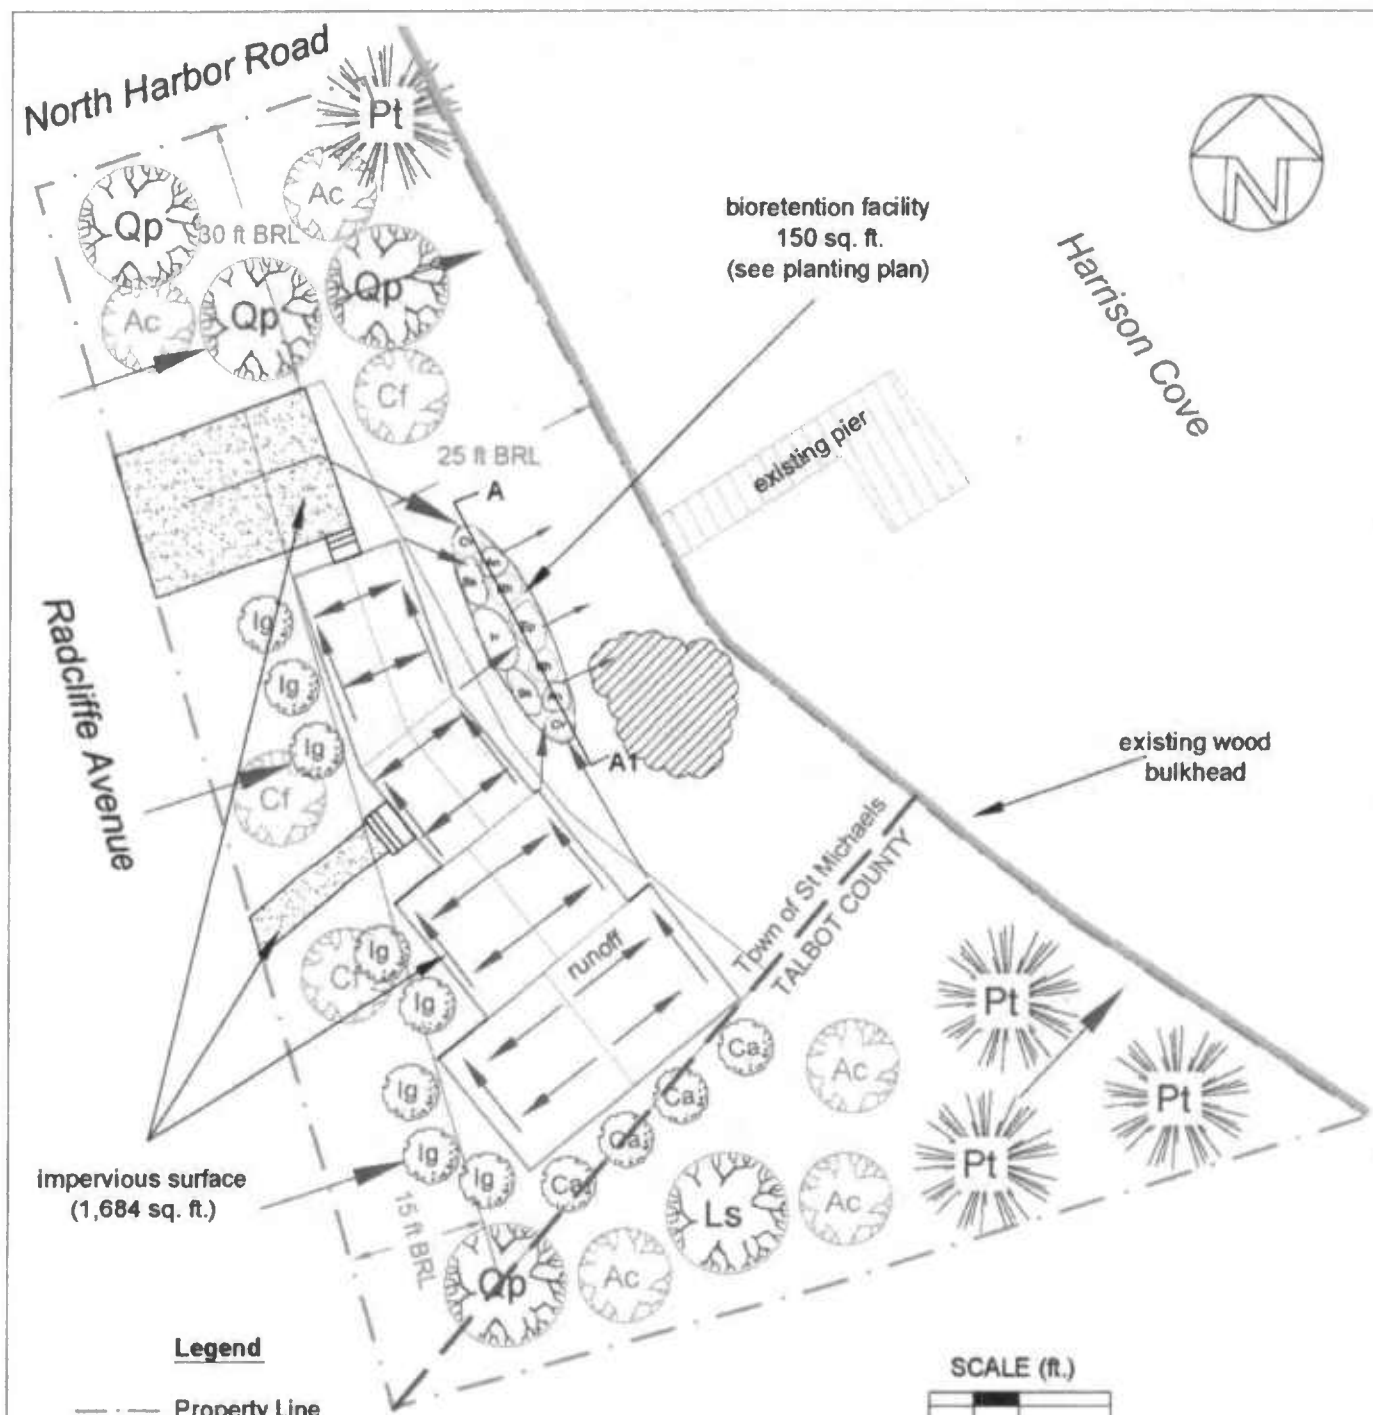 North Harbor Road
Pt
Ac
Qp
30 ft BRL
Qp
Ac
Qp
Cf
N
bioretention facility
150 sq. ft.
(see planting plan)
Harrison Cove
25 ft BRL
A
existing pier
Radcliffe Avenue
Ig
Ig
Ig
Cf
A1
existing wood
bulkhead
Town of St Michaels
TALBOT COUNTY
runoff
Cf
Ig
Ig
Ca
Ac
Pt
Ig
Ca
Pt
impervious surface
(1,684 sq. ft.)
Ig
Ca
Ig
Ca
Pt
Ls
Ac
15 ft BRL
Qp
Ac
Legend
Property Line
SCALE (ft.)